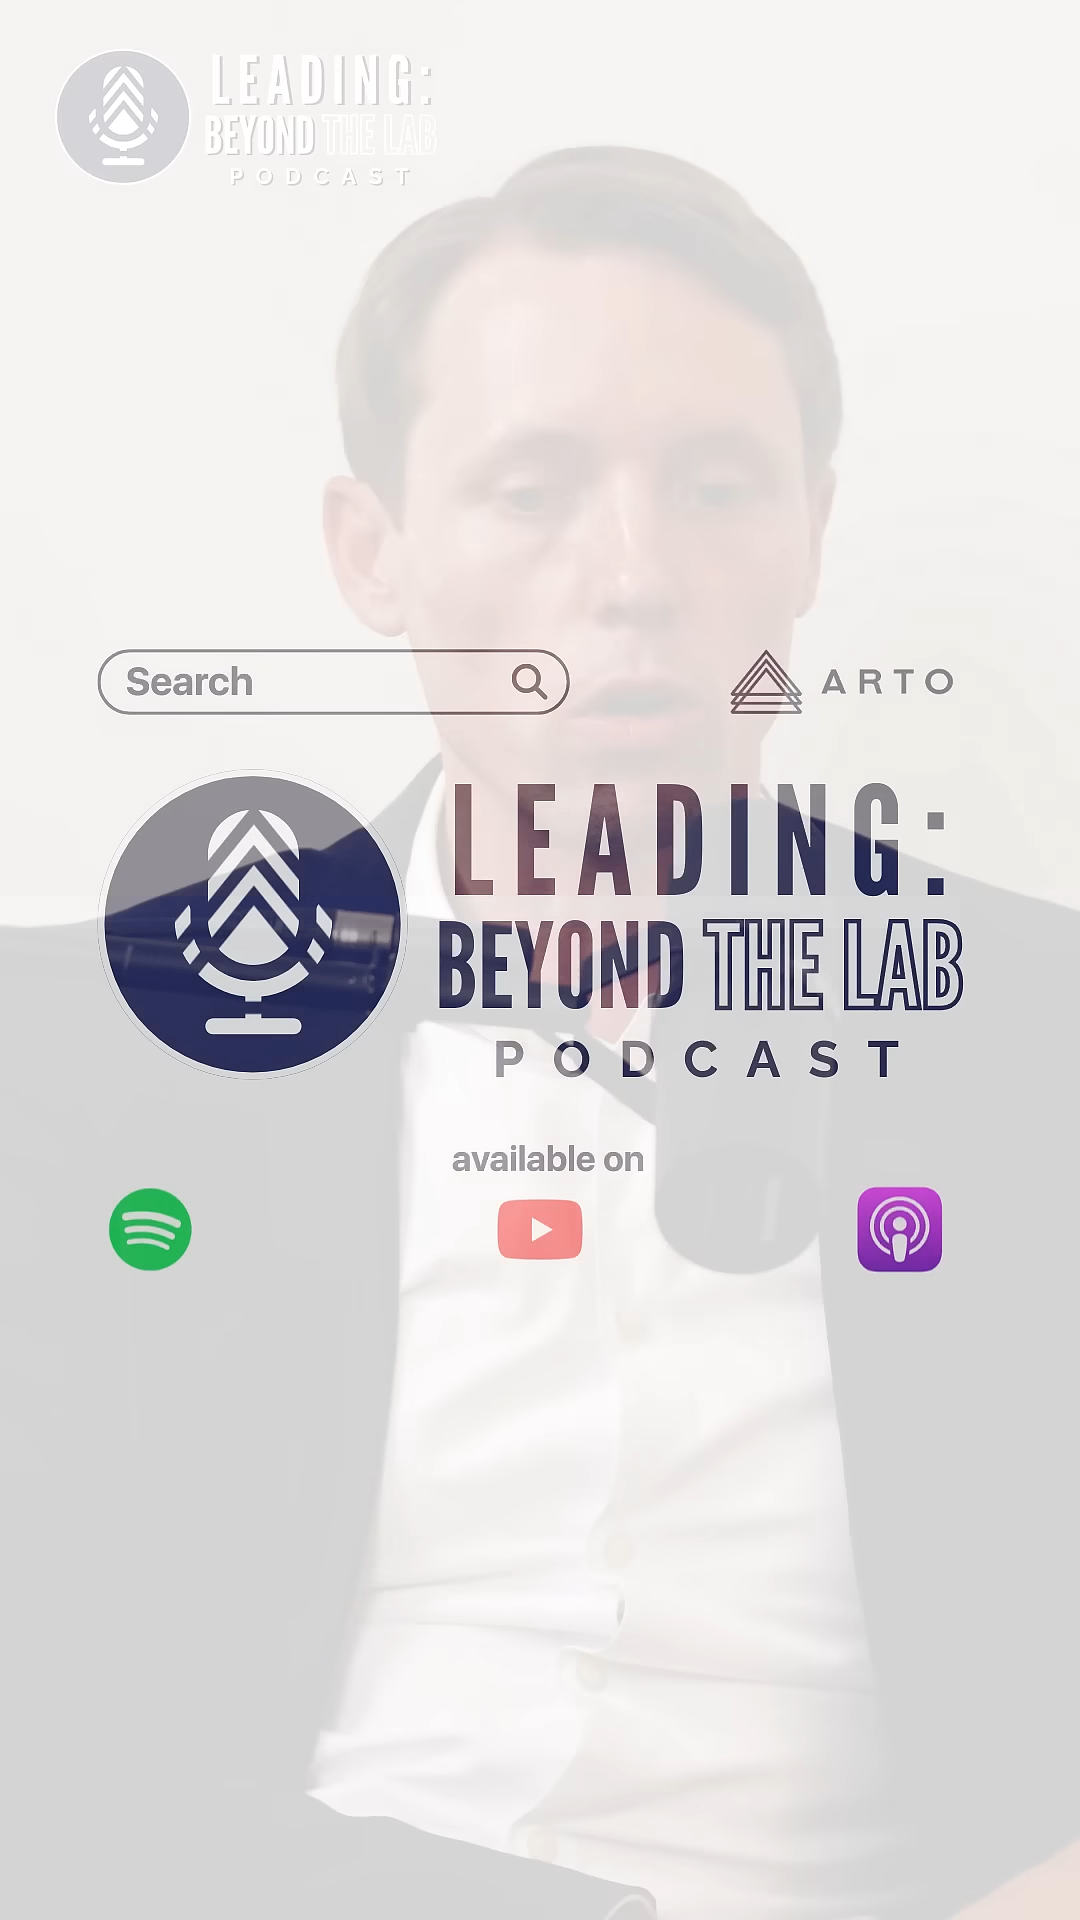 LEADING:
BEYOND THE LAB
PODCAST
Search
ARTO
LEADING:
BEYOND THE LAB
PODCAST
available on